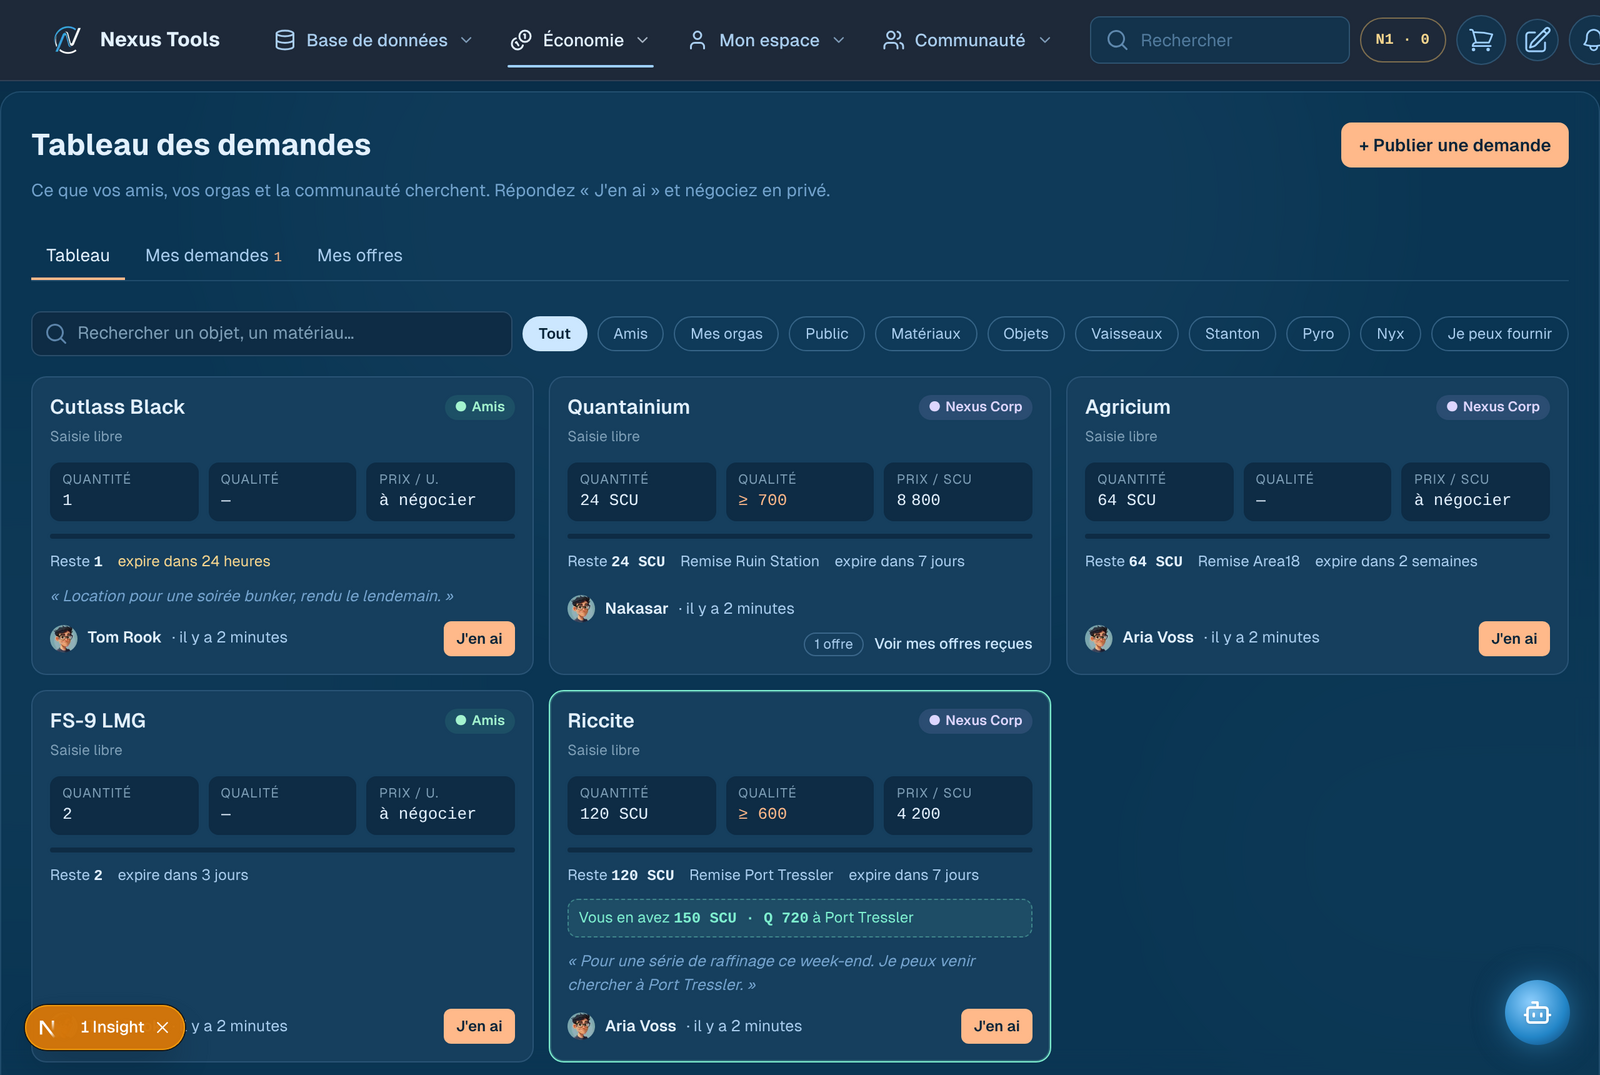 Nexus Tools
Base de données
Économie
Mon espace
Communauté
Rechercher
N1 · 0
Tableau des demandes
+ Publier une demande
Ce que vos amis, vos orgas et la communauté cherchent. Répondez « J'en ai » et négociez en privé.
Tableau
Mes demandes 1
Mes offres
Rechercher un objet, un matériau...
Tout
Amis
Mes orgas
Public
Matériaux
Objets
Vaisseaux
Stanton
Pyro
Nyx
Je peux fournir
Cutlass Black
Amis
Saisie libre
QUANTITÉ
1
QUALITÉ
—
PRIX / U.
à négocier
Reste 1 expire dans 24 heures
« Location pour une soirée bunker, rendu le lendemain. »
Tom Rook · il y a 2 minutes
J'en ai
Quantainium
Nexus Corp
Saisie libre
QUANTITÉ
24 SCU
QUALITÉ
≥ 700
PRIX / SCU
8 800
Reste 24 SCU Remise Ruin Station expire dans 7 jours
Nakasar · il y a 2 minutes
1 offre
Voir mes offres reçues
Agricium
Nexus Corp
Saisie libre
QUANTITÉ
64 SCU
QUALITÉ
—
PRIX / SCU
à négocier
Reste 64 SCU Remise Area18 expire dans 2 semaines
Aria Voss · il y a 2 minutes
J'en ai
FS-9 LMG
Amis
Saisie libre
QUANTITÉ
2
QUALITÉ
—
PRIX / U.
à négocier
Reste 2 expire dans 3 jours
y a 2 minutes
J'en ai
Riccite
Nexus Corp
Saisie libre
QUANTITÉ
120 SCU
QUALITÉ
≥ 600
PRIX / SCU
4 200
Reste 120 SCU Remise Port Tressler expire dans 7 jours
Vous en avez 150 SCU · Q 720 à Port Tressler
« Pour une série de raffinage ce week-end. Je peux venir
chercher à Port Tressler. »
Aria Voss · il y a 2 minutes
J'en ai
N 1 Insight